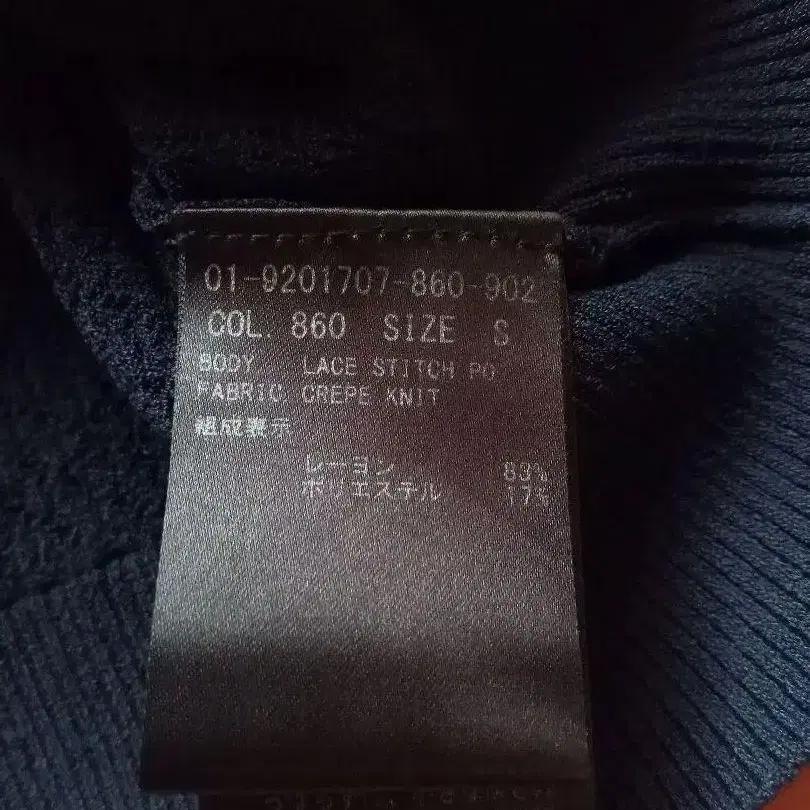 01-9201707-860-902
COL. 860 SIZE S
BODY LACE STITCH PO
FABRIC CREPE KNIT
組成表示
レーヨン 83%
ポリエステル 17%